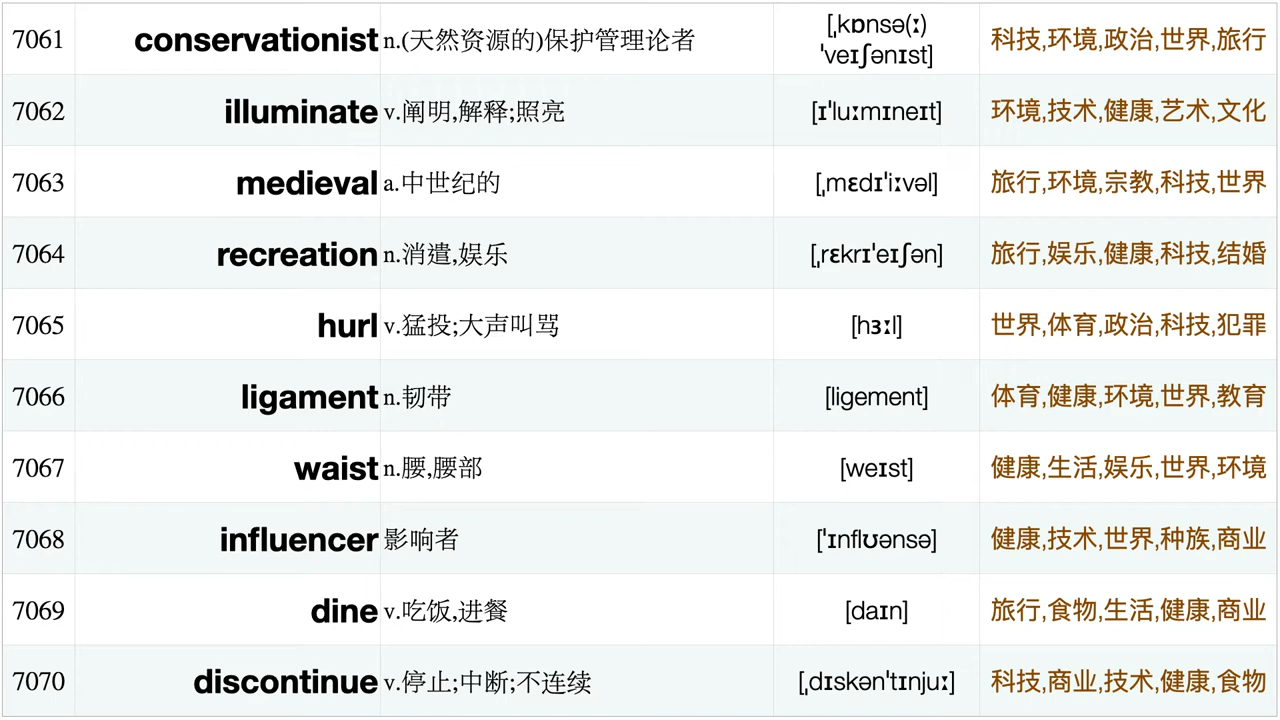 7061 conservationist n.(天然资源的)保护管理论者 [ˌkɒnsə(ː)ˈveɪʃənɪst] 科技,环境,政治,世界,旅行
7062 illuminate v.阐明,解释;照亮 [ɪˈluːmɪneɪt] 环境,技术,健康,艺术,文化
7063 medieval a.中世纪的 [ˌmɛdɪˈiːvəl] 旅行,环境,宗教,科技,世界
7064 recreation n.消遣,娱乐 [ˌrɛkrɪˈeɪʃən] 旅行,娱乐,健康,科技,结婚
7065 hurl v.猛投;大声叫骂 [hɜːl] 世界,体育,政治,科技,犯罪
7066 ligament n.韧带 [ligement] 体育,健康,环境,世界,教育
7067 waist n.腰,腰部 [weɪst] 健康,生活,娱乐,世界,环境
7068 influencer 影响者 [ˈɪnflʊənsə] 健康,技术,世界,种族,商业
7069 dine v.吃饭,进餐 [daɪn] 旅行,食物,生活,健康,商业
7070 discontinue v.停止;中断;不连续 [ˌdɪskənˈtɪnjuː] 科技,商业,技术,健康,食物